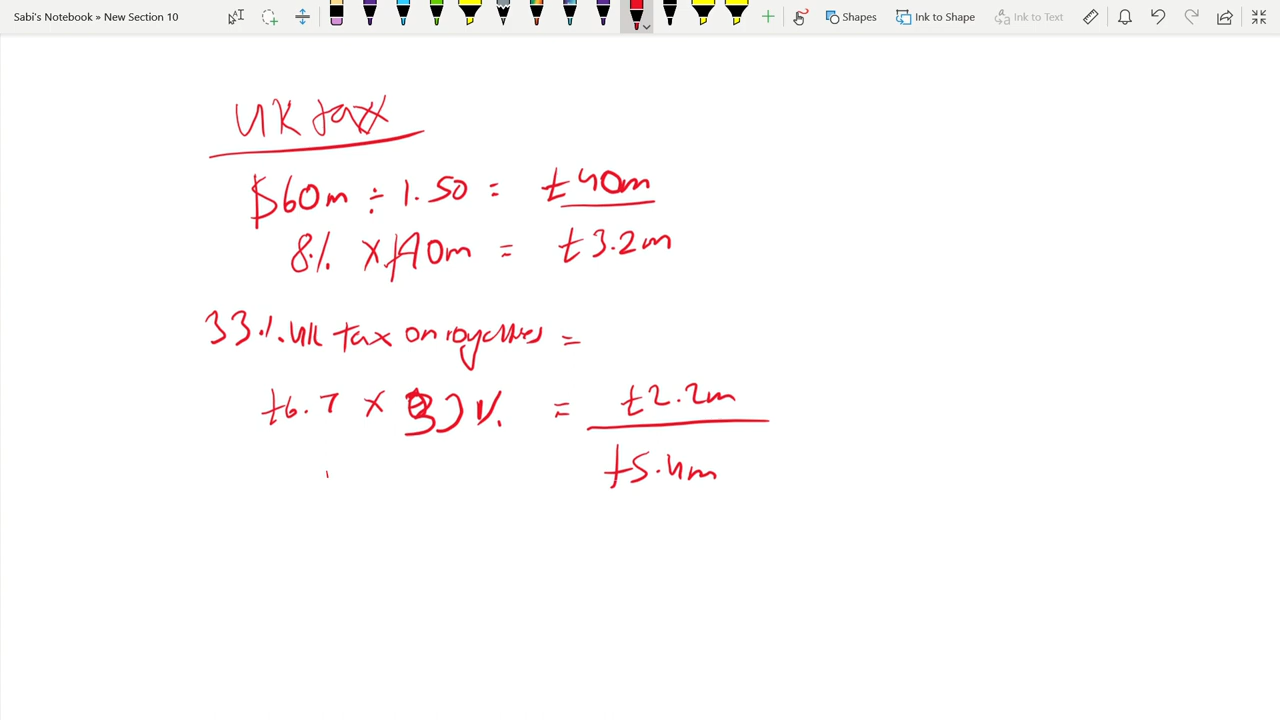 Sabi's Notebook » New Section 10
Shapes
Ink to Shape
Ink to Text
UK tax
$60m ÷ 1.50 = £40m
8% × £40m = £3.2m
33% UK tax on royalties =
£6.7 × 33% = £2.2m
£5.4m